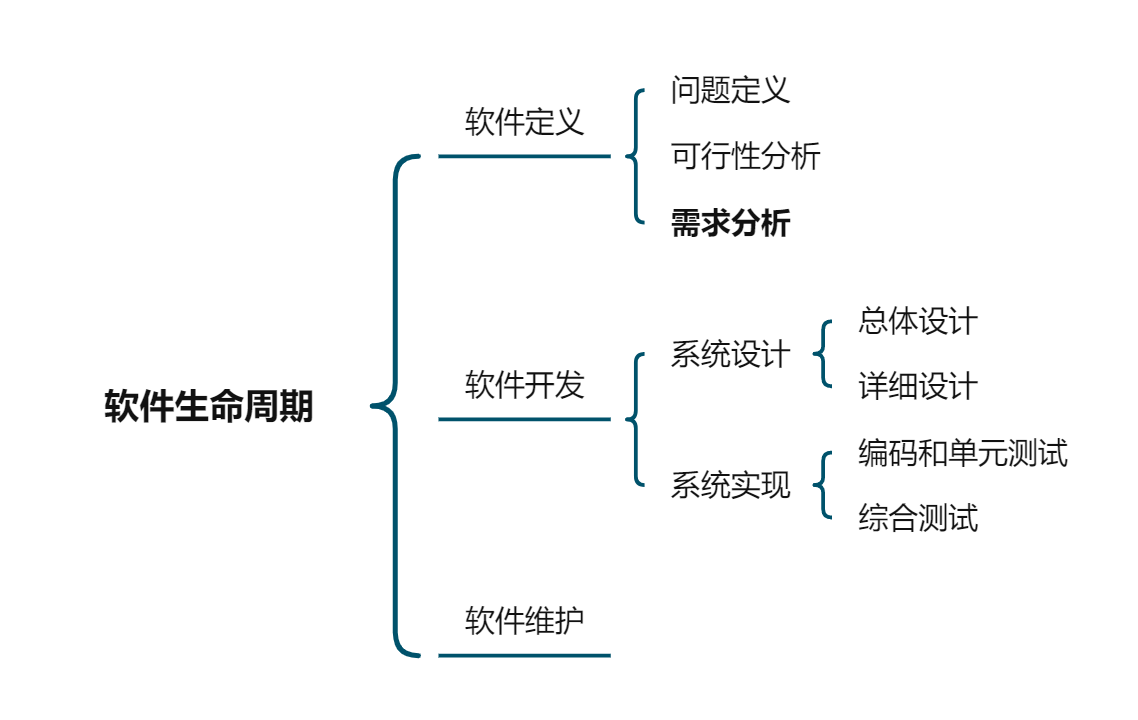 软件生命周期
软件定义
问题定义
可行性分析
需求分析
软件开发
系统设计
总体设计
详细设计
系统实现
编码和单元测试
综合测试
软件维护